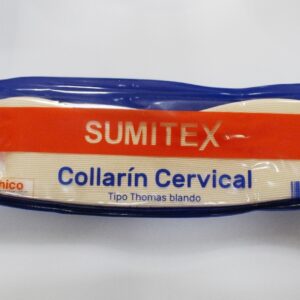 SUMITEX
Collarín Cervical
Tipo Thomas blando